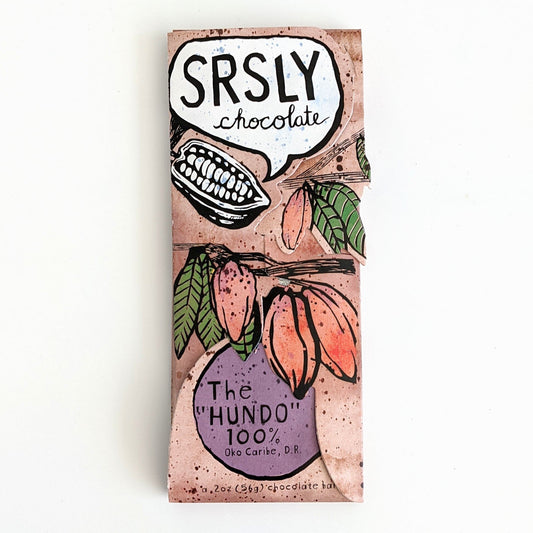 SRSLY
chocolate
The
"HUNDO"
100%
Oko Caribe, D.R.
a 2oz (56g) chocolate bar